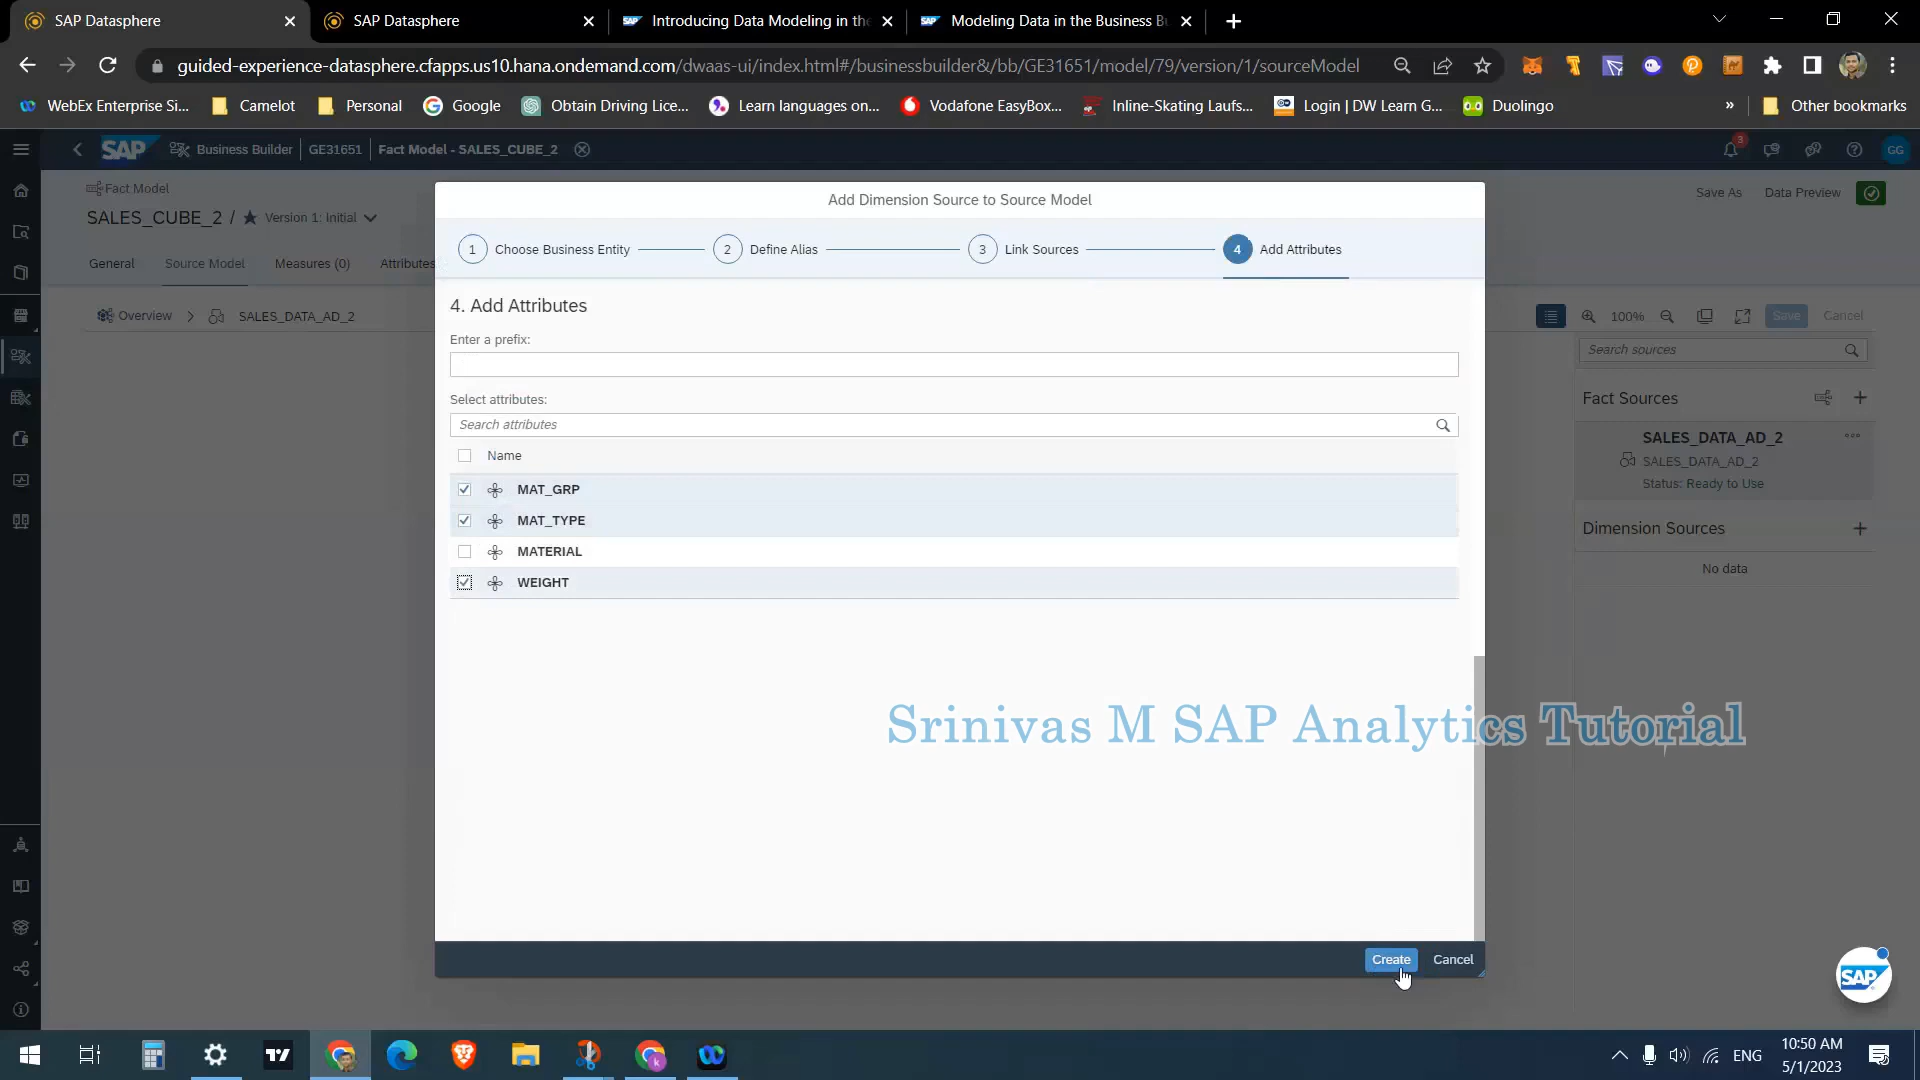 SAP Datasphere
SAP Datasphere
Introducing Data Modeling in the
Modeling Data in the Business B
guided-experience-datasphere.cfapps.us10.hana.ondemand.com/dwaas-ui/index.html#/businessbuilder&/bb/GE31651/model/79/version/1/sourceModel
WebEx Enterprise Si...
Camelot
Personal
Google
Obtain Driving Lice...
Learn languages on...
Vodafone EasyBox...
Inline-Skating Laufs...
Login | DW Learn G...
Duolingo
»
Other bookmarks
SAP
Business Builder
GE31651
Fact Model - SALES_CUBE_2
3
GG
Fact Model
SALES_CUBE_2 / ★ Version 1: Initial
Save As
Data Preview
General
Source Model
Measures (0)
Attributes
Overview > SALES_DATA_AD_2
Add Dimension Source to Source Model
1 Choose Business Entity
2 Define Alias
3 Link Sources
4 Add Attributes
4. Add Attributes
Enter a prefix:
Select attributes:
Search attributes
Name
MAT_GRP
MAT_TYPE
MATERIAL
WEIGHT
Create
Cancel
100%
Save
Cancel
Search sources
Fact Sources
SALES_DATA_AD_2
SALES_DATA_AD_2
Status: Ready to Use
Dimension Sources
No data
Srinivas M SAP Analytics Tutorial
SAP
k
ENG
10:50 AM
5/1/2023